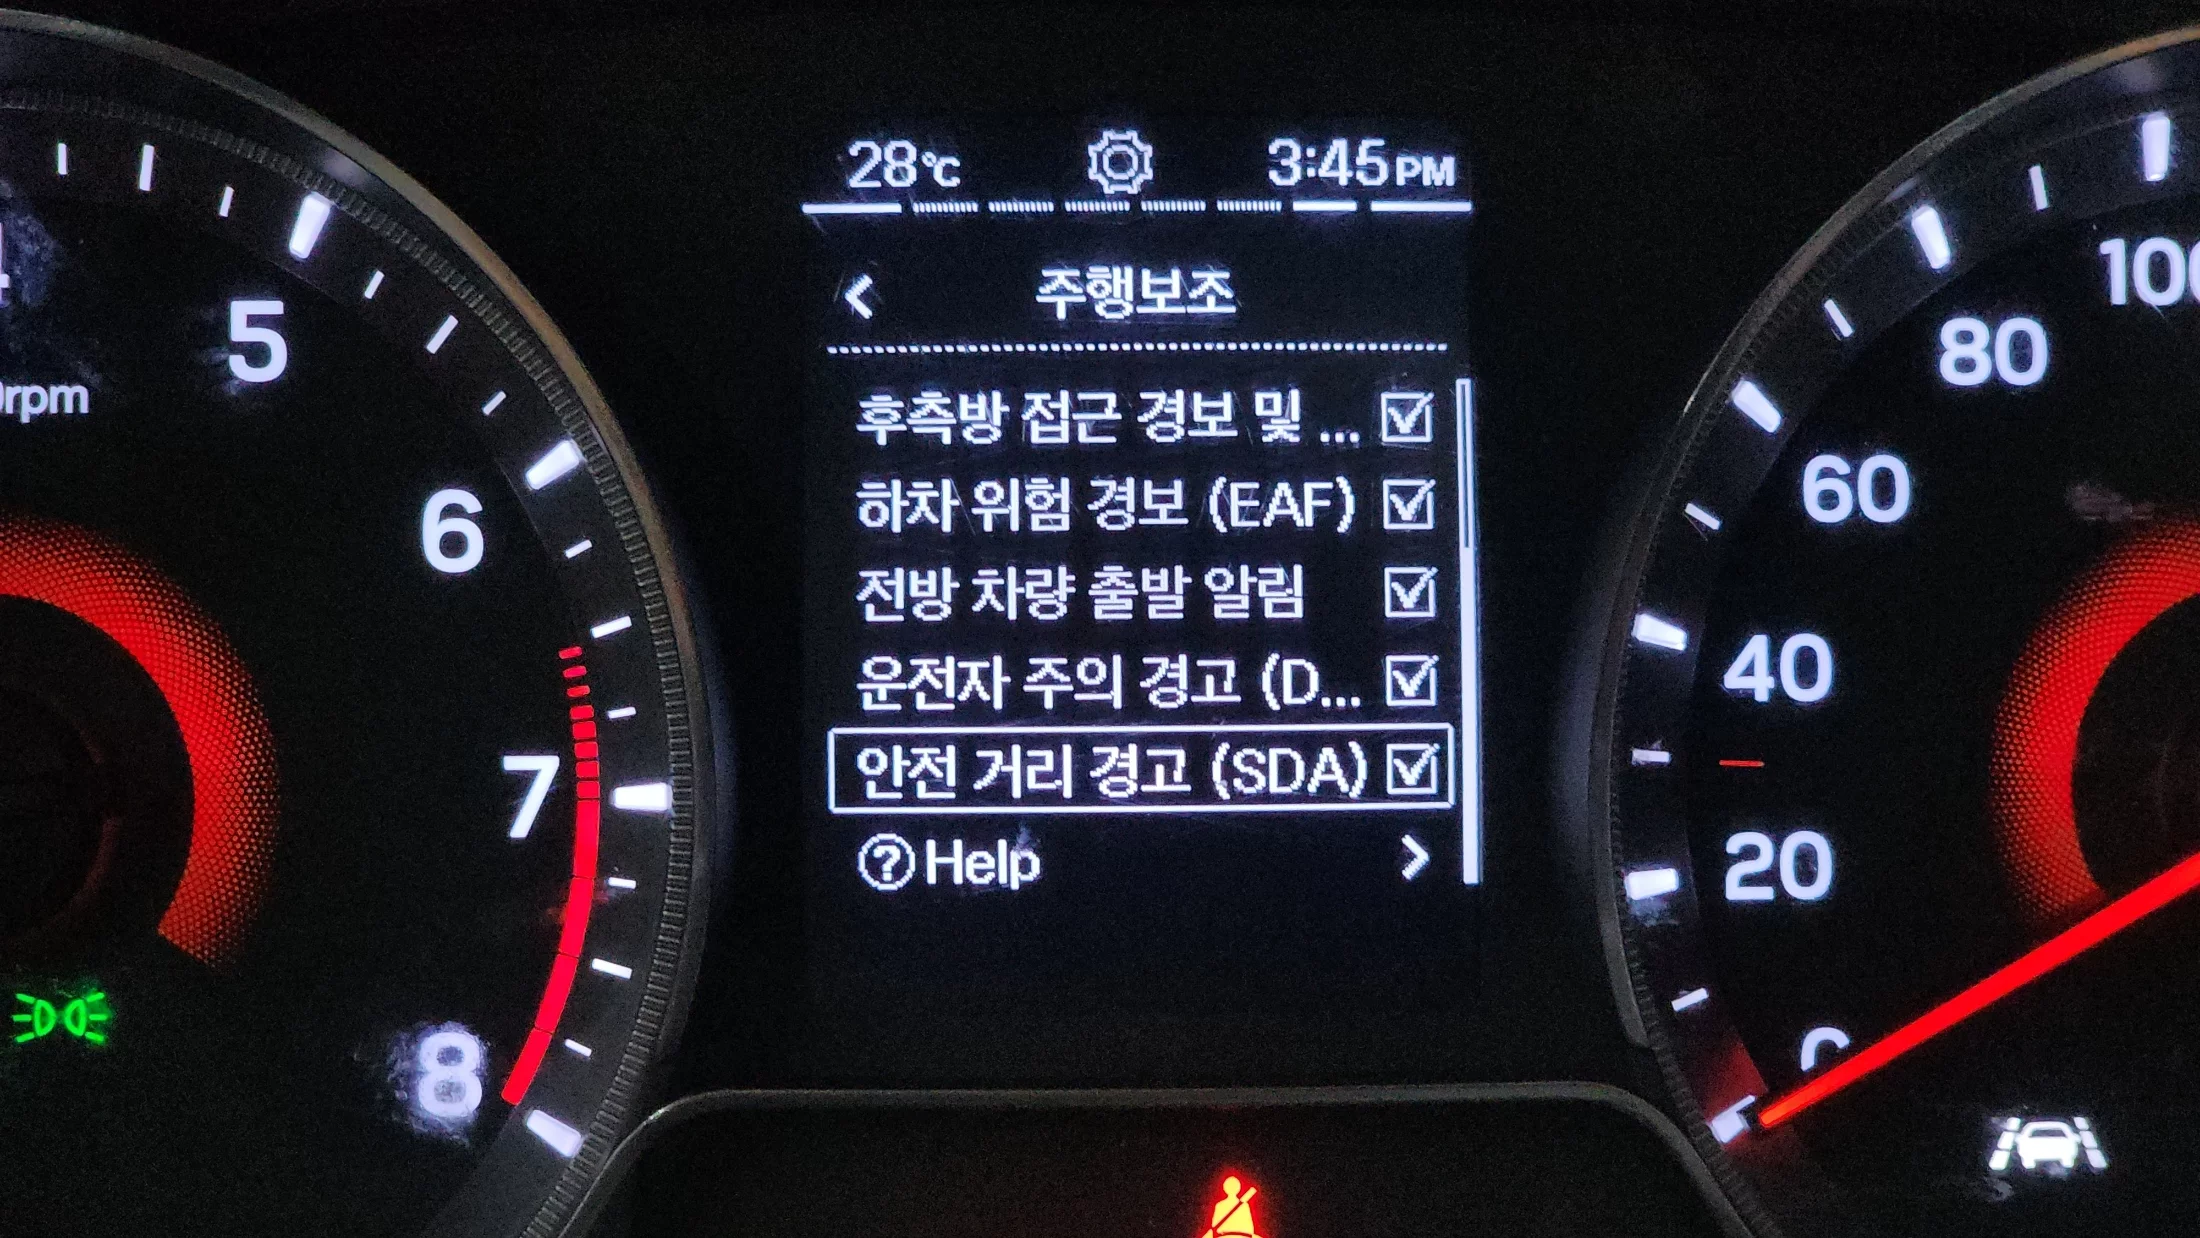 28℃ 3:45PM
주행보조
후측방 접근 경보 및 ...
하차 위험 경보 (EAF)
전방 차량 출발 알림
운전자 주의 경고 (D...
안전 거리 경고 (SDA)
Help
5
rpm
6
7
8
100
80
60
40
20
0